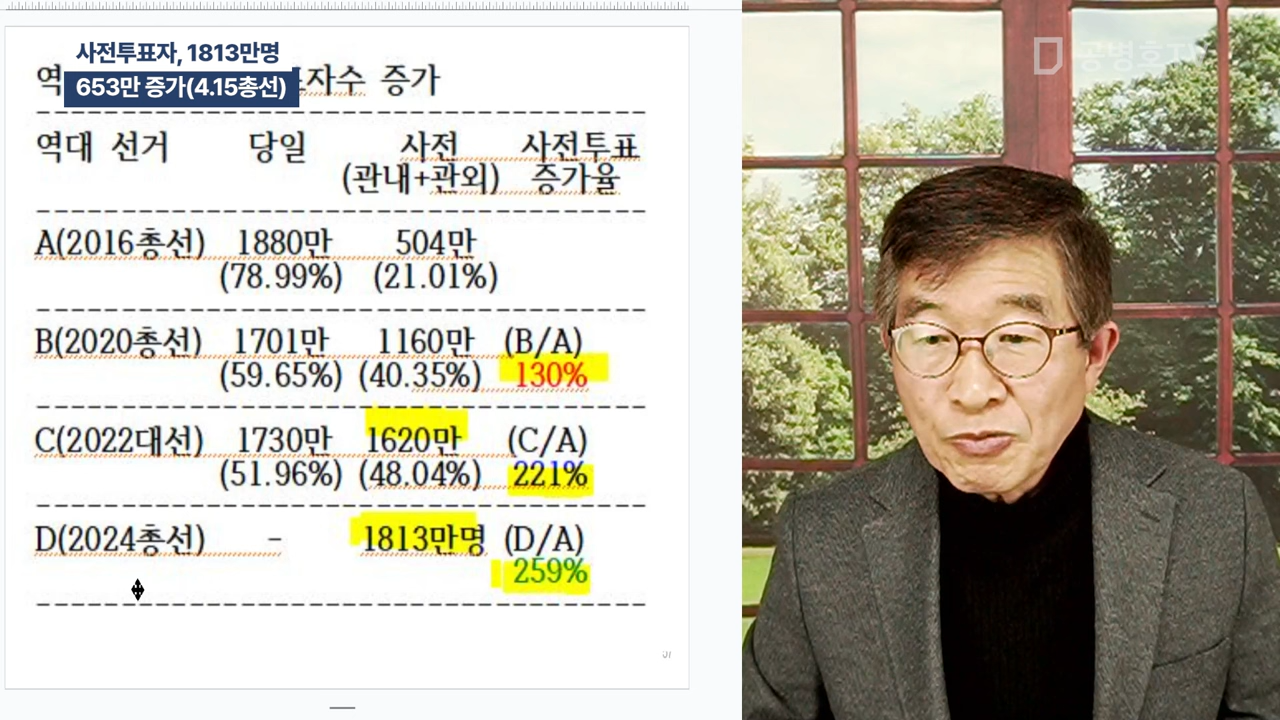 사전투표자, 1813만명
653만 증가(4.15총선)
역 자수 증가
역대 선거 당일 사전 사전투표
(관내+관외) 증가율
A(2016총선) 1880만 504만
(78.99%) (21.01%)
B(2020총선) 1701만 1160만 (B/A)
(59.65%) (40.35%) 130%
C(2022대선) 1730만 1620만 (C/A)
(51.96%) (48.04%) 221%
D(2024총선) - 1813만명 (D/A)
259%
공병호TV